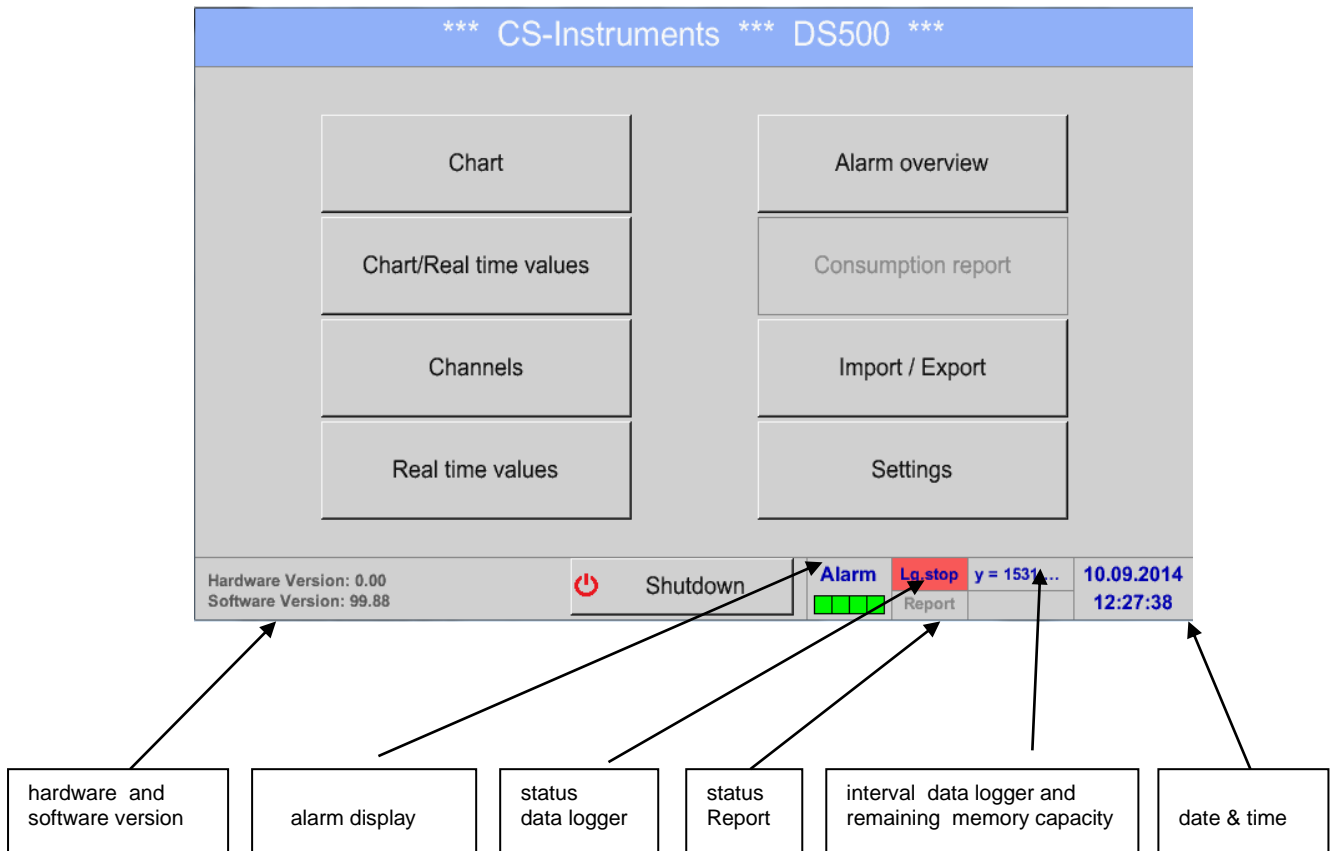 *** CS-Instruments *** DS500 ***
Chart
Alarm overview
Chart/Real time values
Consumption report
Channels
Import / Export
Real time values
Settings
Hardware Version: 0.00
Software Version: 99.88
Shutdown
Alarm
Lg.stop
y = 1531...
10.09.2014
Report
12:27:38
hardware and
software version
alarm display
status
data logger
status
Report
interval data logger and
remaining memory capacity
date & time